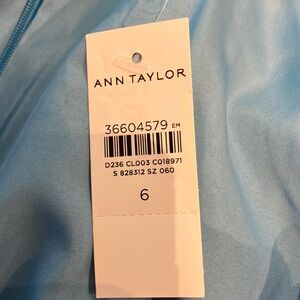 ANN TAYLOR
36604579 EM
D236 CL003 C018971
S 828312 SZ 060
6